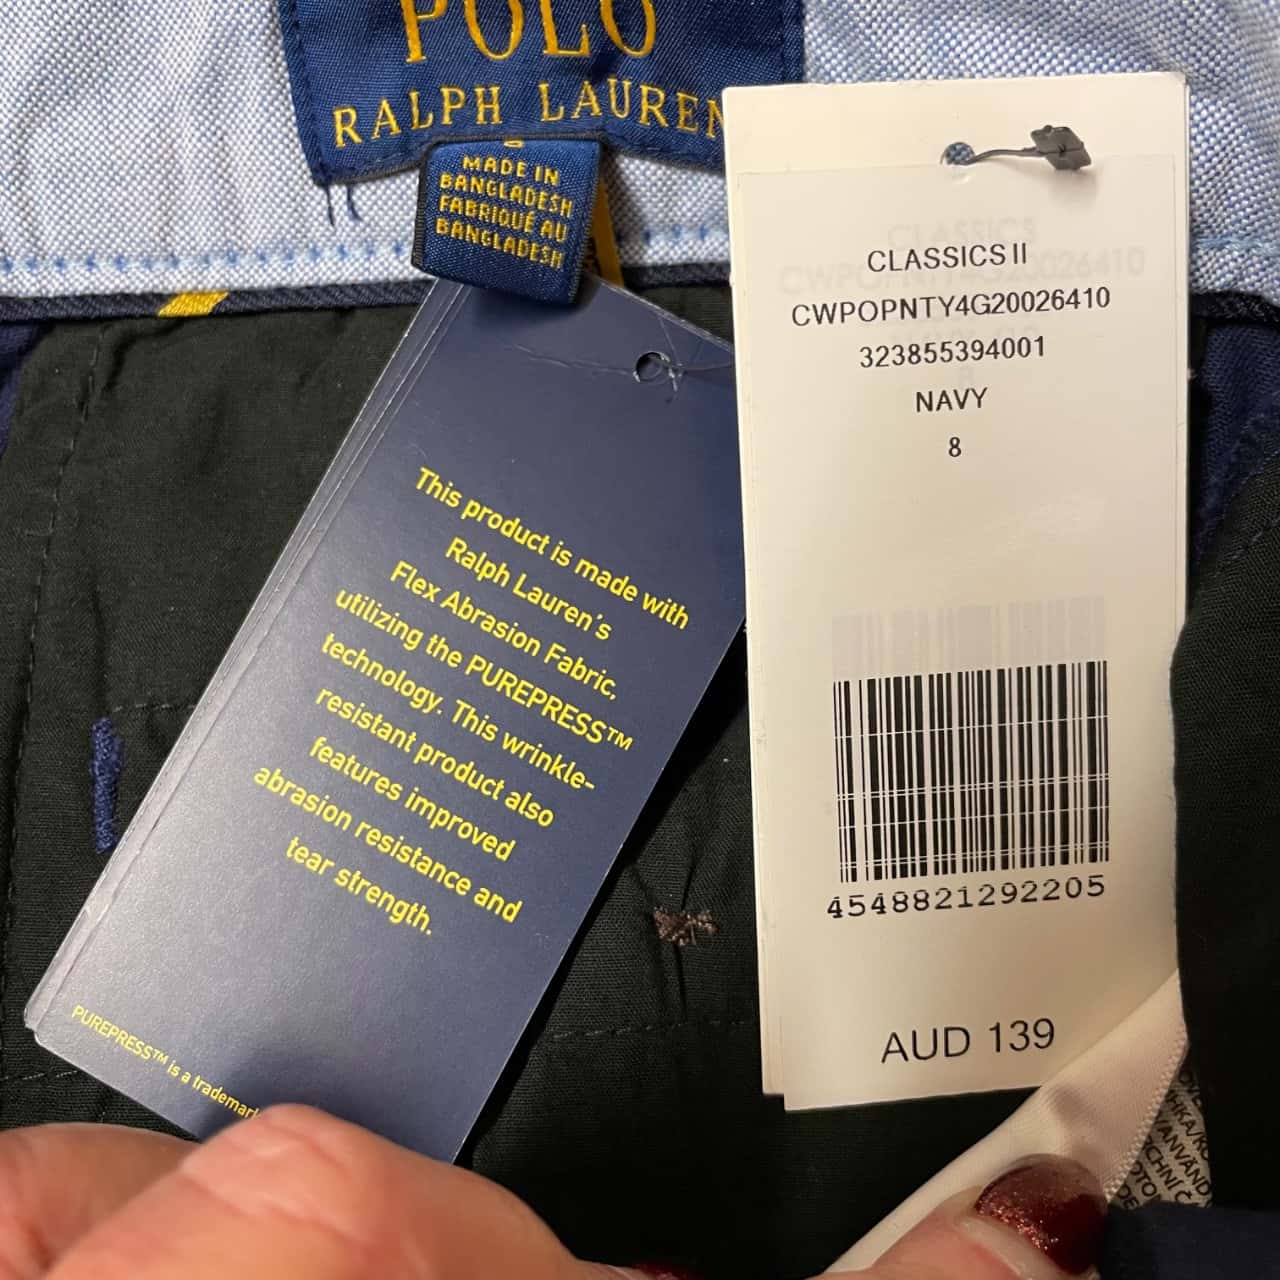 POLO
RALPH LAUREN
MADE IN
BANGLADESH
FABRIQUÉ AU
BANGLADESH
This product is made with
Ralph Lauren's
Flex Abrasion Fabric,
utilizing the PUREPRESS™
technology. This wrinkle-
resistant product also
features improved
abrasion resistance and
tear strength.
PUREPRESS™ is a trademark
CLASSICS II
CWPOPNTY4G20026410
323855394001
NAVY
8
4548821292205
AUD 139